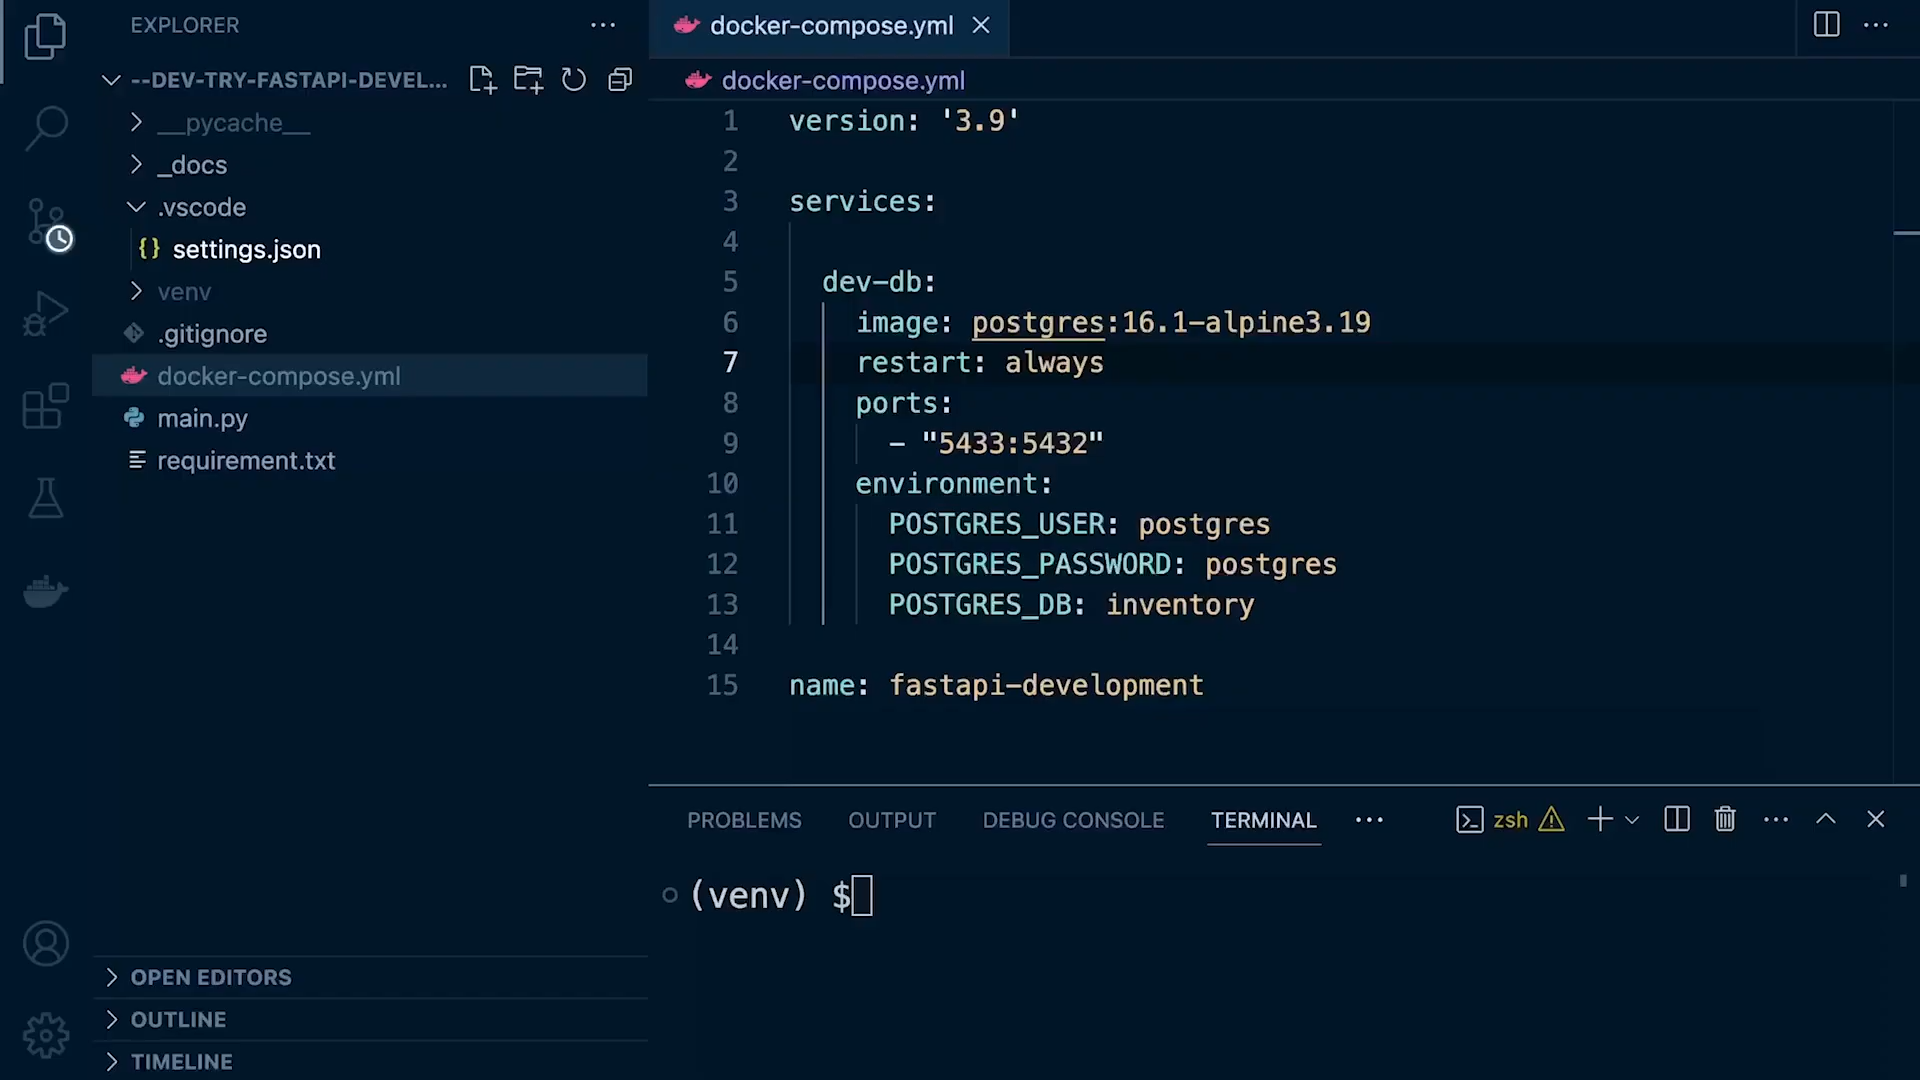 EXPLORER
--DEV-TRY-FASTAPI-DEVEL...
__pycache__
_docs
.vscode
{} settings.json
venv
.gitignore
docker-compose.yml
main.py
requirement.txt
OPEN EDITORS
OUTLINE
TIMELINE
docker-compose.yml
docker-compose.yml
1 version: '3.9'
2
3 services:
4
5 dev-db:
6 image: postgres:16.1-alpine3.19
7 restart: always
8 ports:
9 - "5433:5432"
10 environment:
11 POSTGRES_USER: postgres
12 POSTGRES_PASSWORD: postgres
13 POSTGRES_DB: inventory
14
15 name: fastapi-development
PROBLEMS OUTPUT DEBUG CONSOLE TERMINAL ... zsh
(venv) $